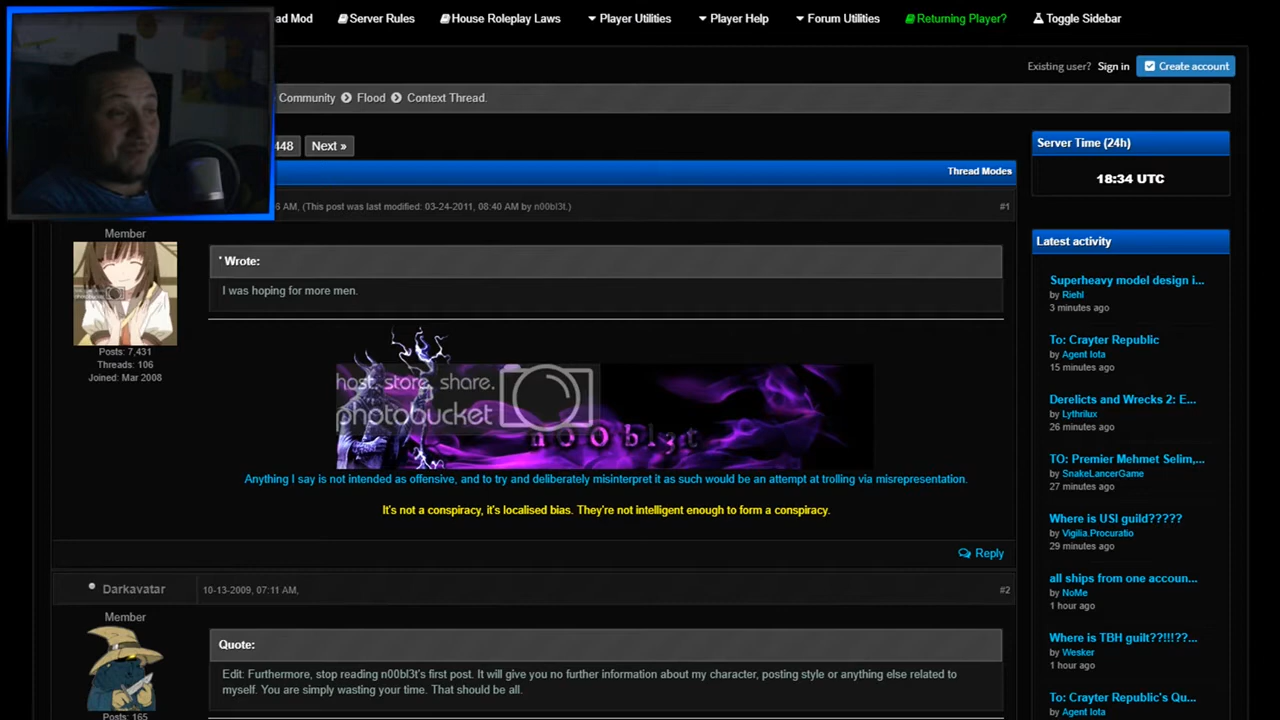 ad Mod Server Rules House Roleplay Laws Player Utilities Player Help Forum Utilities Returning Player? Toggle Sidebar
Existing user? Sign in Create account
Community Flood Context Thread.
448 Next »
Thread Modes
6 AM, (This post was last modified: 03-24-2011, 08:40 AM by n00bl3t.) #1
Member
Posts: 7,431
Threads: 106
Joined: Mar 2008
' Wrote:
I was hoping for more men.
host. store. share.
photobucket
n00bl3t
Anything I say is not intended as offensive, and to try and deliberately misinterpret it as such would be an attempt at trolling via misrepresentation.
It's not a conspiracy, it's localised bias. They're not intelligent enough to form a conspiracy.
Reply
Darkavatar 10-13-2009, 07:11 AM, #2
Member
Posts: 165
Quote:
Edit: Furthermore, stop reading n00bl3t's first post. It will give you no further information about my character, posting style or anything else related to
myself. You are simply wasting your time. That should be all.
Server Time (24h)
18:34 UTC
Latest activity
Superheavy model design i...
by Riehl
3 minutes ago
To: Crayter Republic
by Agent Iota
15 minutes ago
Derelicts and Wrecks 2: E...
by Lythrilux
26 minutes ago
TO: Premier Mehmet Selim,...
by SnakeLancerGame
27 minutes ago
Where is USI guild?????
by Vigilia.Procuratio
29 minutes ago
all ships from one accoun...
by NoMe
1 hour ago
Where is TBH guilt??!!!??...
by Wesker
1 hour ago
To: Crayter Republic's Qu...
by Agent Iota